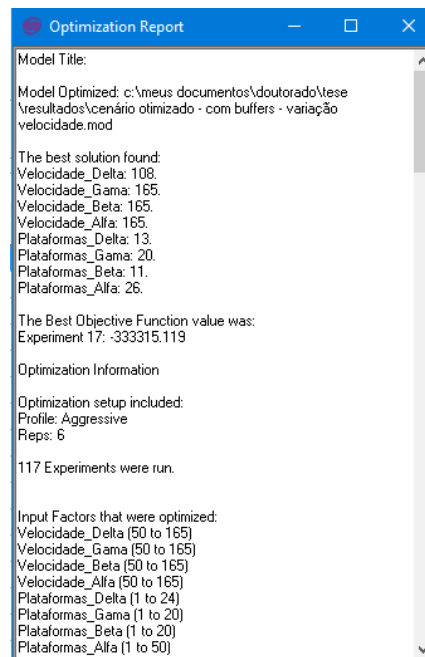 Optimization Report
Model Title:
Model Optimized: c:\meus documentos\doutorado\tese
\resultados\cenário otimizado - com buffers - variação
velocidade.mod
The best solution found:
Velocidade_Delta: 108.
Velocidade_Gama: 165.
Velocidade_Beta: 165.
Velocidade_Alfa: 165.
Plataformas_Delta: 13.
Plataformas_Gama: 20.
Plataformas_Beta: 11.
Plataformas_Alfa: 26.
The Best Objective Function value was:
Experiment 17: -333315.119
Optimization Information
Optimization setup included:
Profile: Aggressive
Reps: 6
117 Experiments were run.
Input Factors that were optimized:
Velocidade_Delta (50 to 165)
Velocidade_Gama (50 to 165)
Velocidade_Beta (50 to 165)
Velocidade_Alfa (50 to 165)
Plataformas_Delta (1 to 24)
Plataformas_Gama (1 to 20)
Plataformas_Beta (1 to 20)
Plataformas_Alfa (1 to 50)